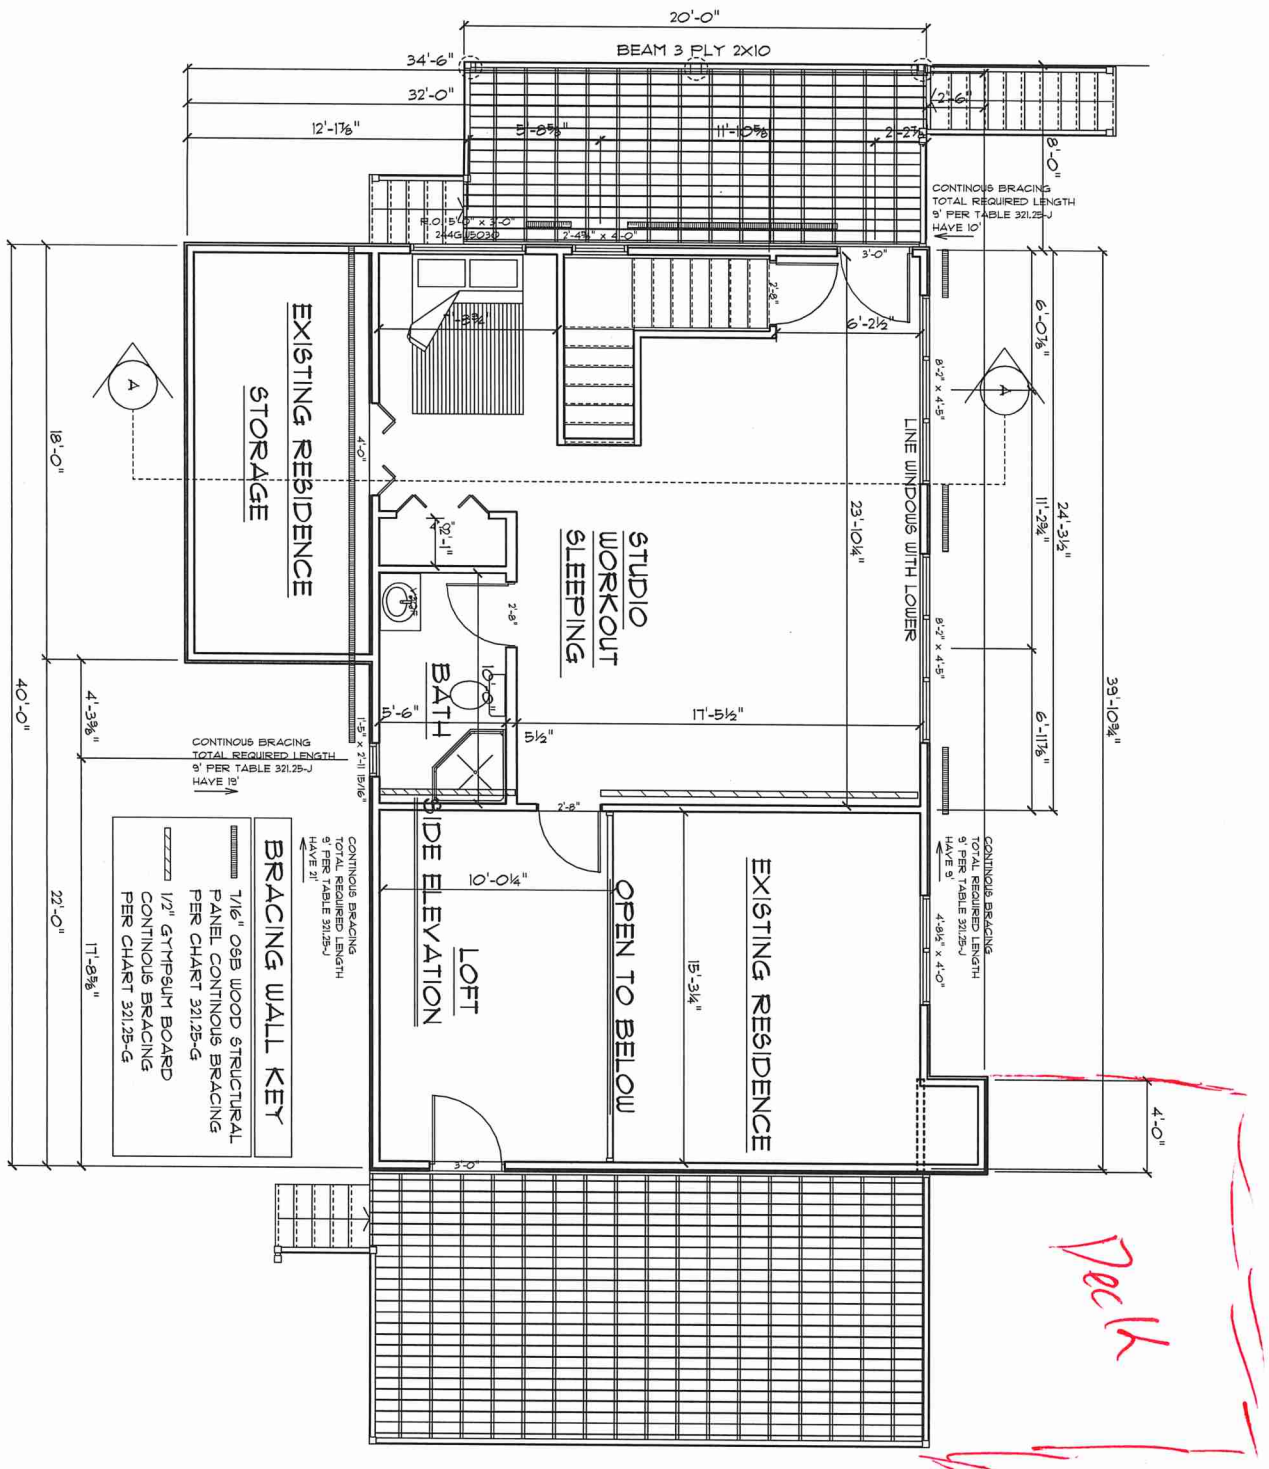 20'-0"
BEAM 3 PLY 2X10
34'-6"
32'-0"
2'-6"
12'-1⅞"
5'-8⅝"
11'-10⅝"
2'-2⅞"
8'-0"
CONTINOUS BRACING
TOTAL REQUIRED LENGTH
9' PER TABLE 321.25-J
HAVE 10'
R.O. 5'-0" x 3'-0"
2'-4¾" x 4'-0"
3'-0"
2'-8"
6'-2½"
6'-0⅞"
8'-2" x 4'-5"
A
A
EXISTING RESIDENCE
STORAGE
4'-0"
18'-0"
LINE WINDOWS WITH LOWER
23'-10¼"
11'-2¾"
24'-3½"
39'-10¾"
STUDIO
WORKOUT
SLEEPING
2'-1"
2'-8"
8'-2" x 4'-5"
BATH
5'-6"
5½"
17'-5½"
6'-11⅞"
40'-0"
4'-3⅜"
CONTINOUS BRACING
TOTAL REQUIRED LENGTH
9' PER TABLE 321.25-J
HAVE 19'
1'-5" x 2'-11 15/16"
2'-8"
SIDE ELEVATION
LOFT
10'-0¼"
OPEN TO BELOW
EXISTING RESIDENCE
15'-3¼"
CONTINOUS BRACING
TOTAL REQUIRED LENGTH
9' PER TABLE 321.25-J
HAVE 9'
4'-8½" x 4'-0"
CONTINOUS BRACING
TOTAL REQUIRED LENGTH
9' PER TABLE 321.25-J
HAVE 21'
BRACING WALL KEY
7/16" OSB WOOD STRUCTURAL
PANEL CONTINOUS BRACING
PER CHART 321.25-G
1/2" GYMPSUM BOARD
CONTINOUS BRACING
PER CHART 321.25-G
22'-0"
17'-8⅝"
3'-0"
4'-0"
Deck